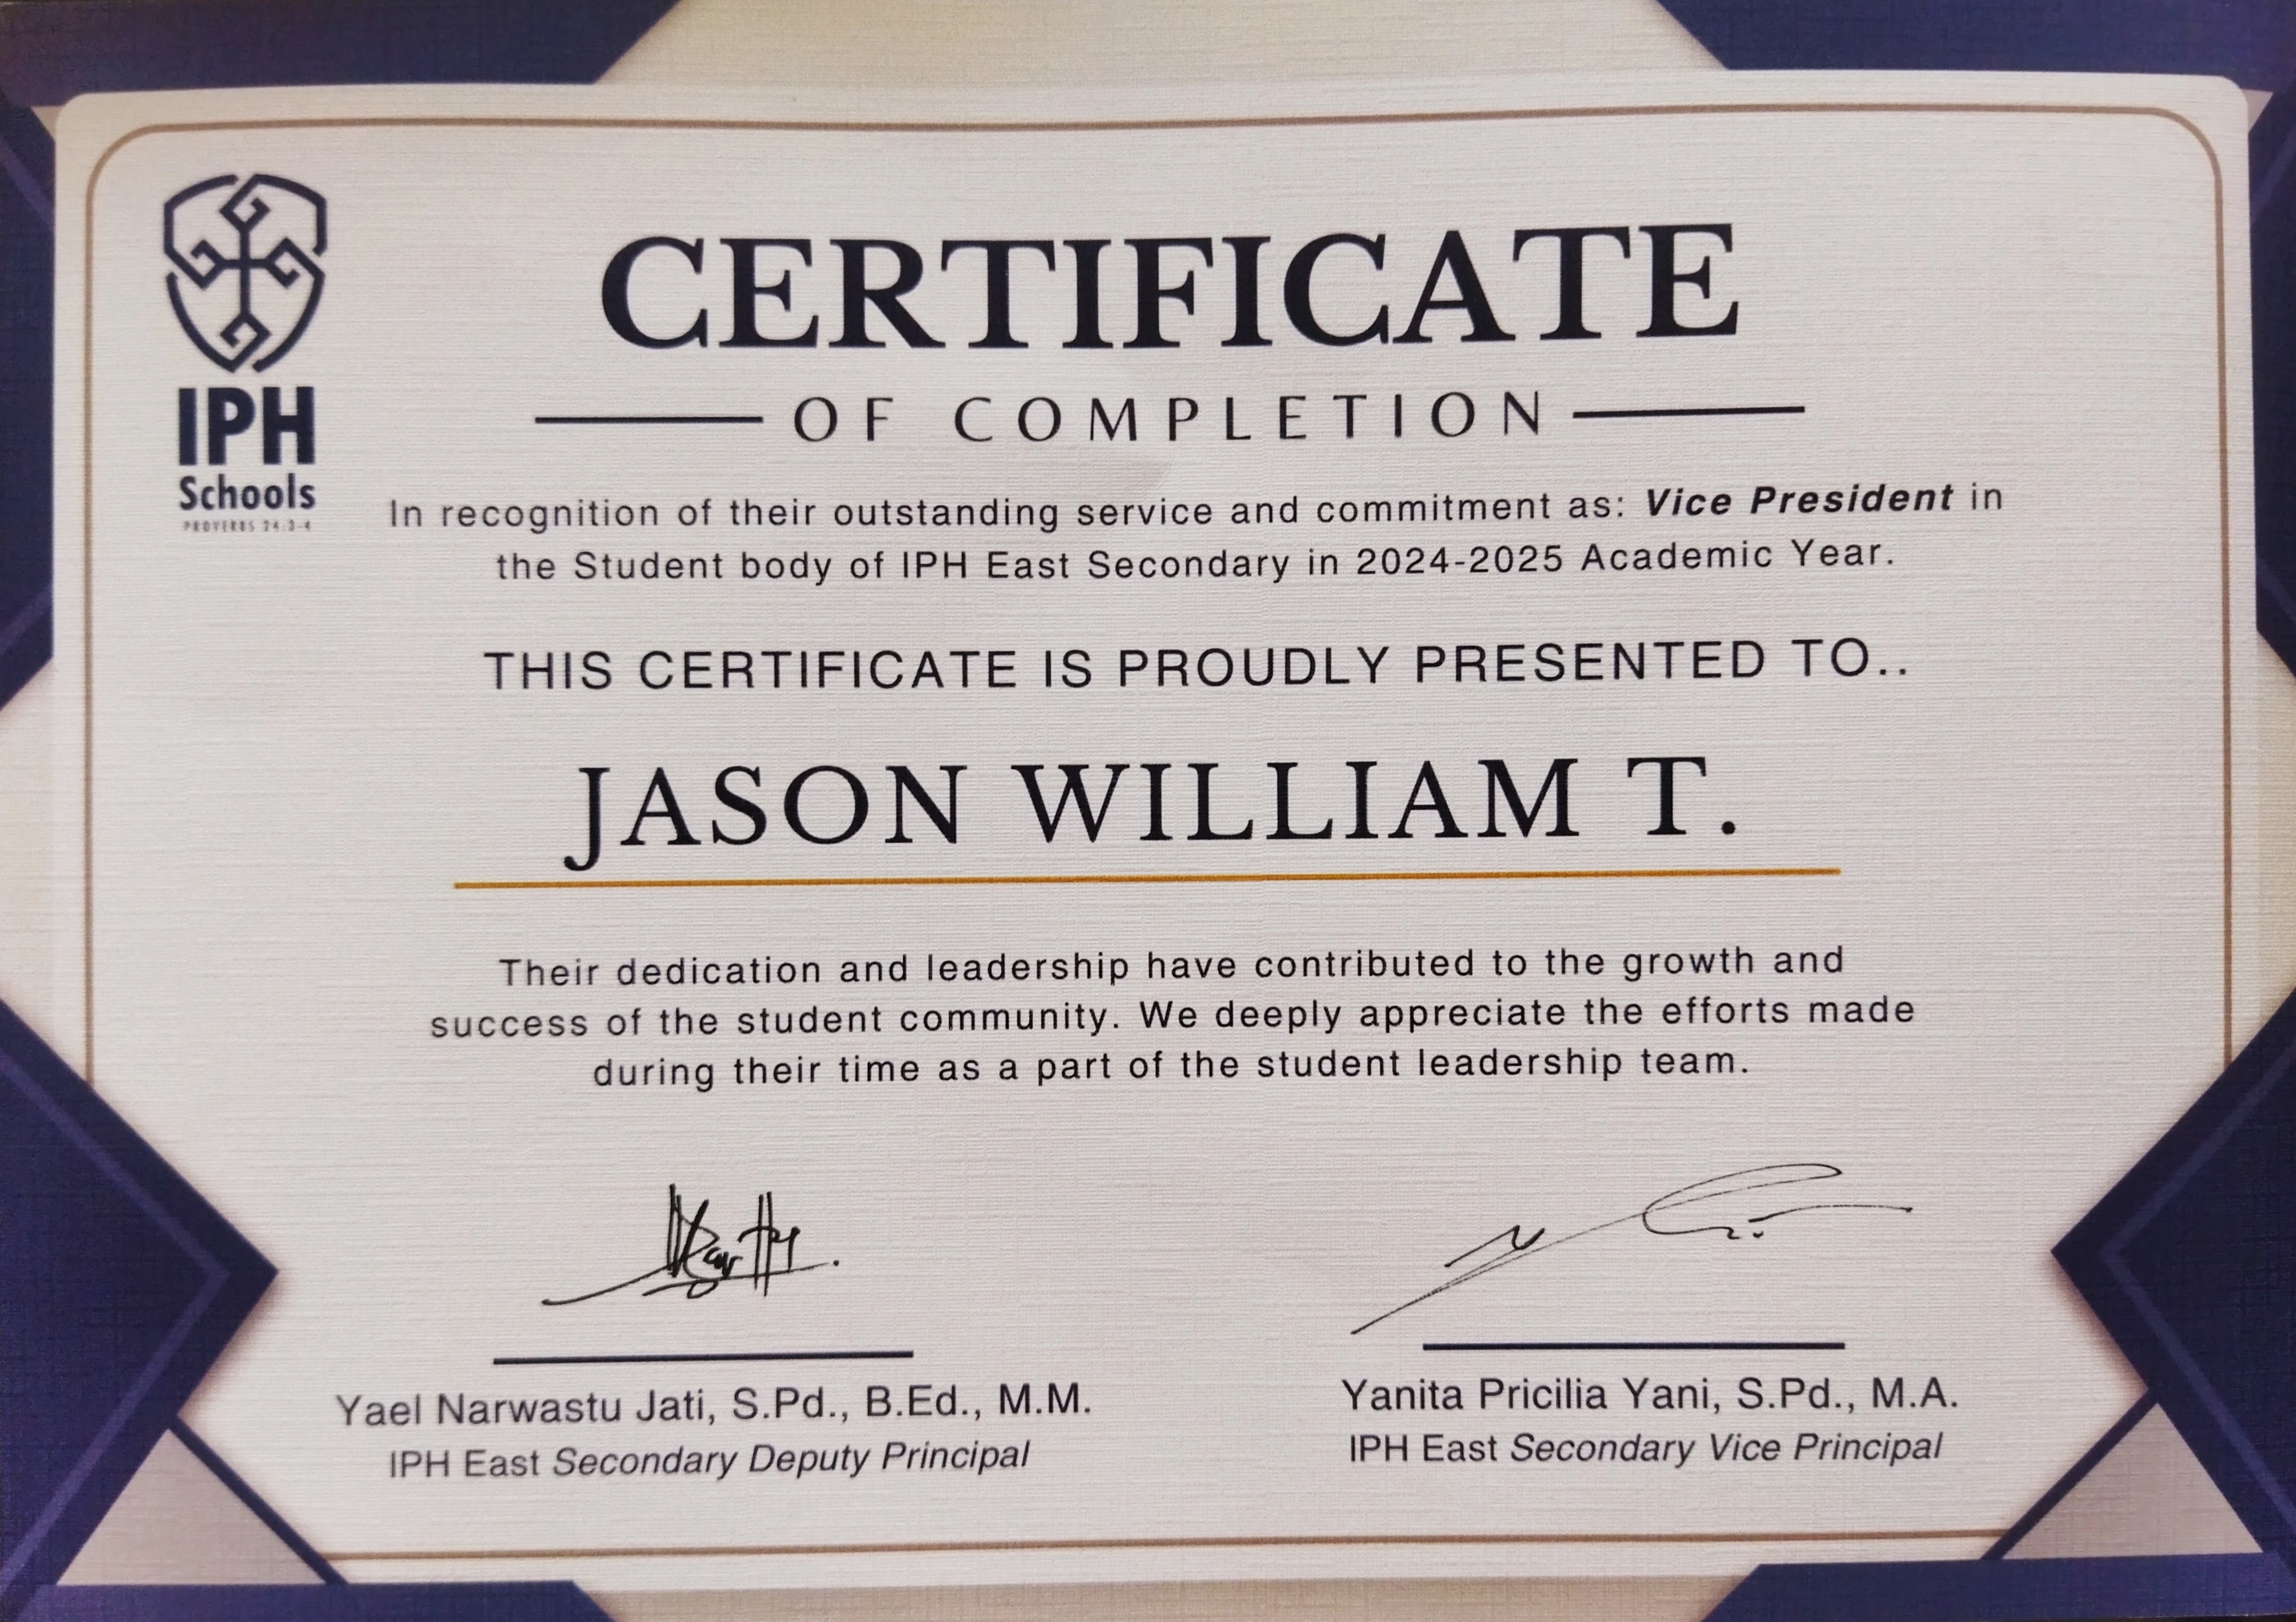 IPH
Schools
PROVERBS 24:3-4
CERTIFICATE
OF COMPLETION
In recognition of their outstanding service and commitment as: Vice President in
the Student body of IPH East Secondary in 2024-2025 Academic Year.
THIS CERTIFICATE IS PROUDLY PRESENTED TO..
JASON WILLIAM T.
Their dedication and leadership have contributed to the growth and
success of the student community. We deeply appreciate the efforts made
during their time as a part of the student leadership team.
Yael Narwastu Jati, S.Pd., B.Ed., M.M.
IPH East Secondary Deputy Principal
Yanita Pricilia Yani, S.Pd., M.A.
IPH East Secondary Vice Principal